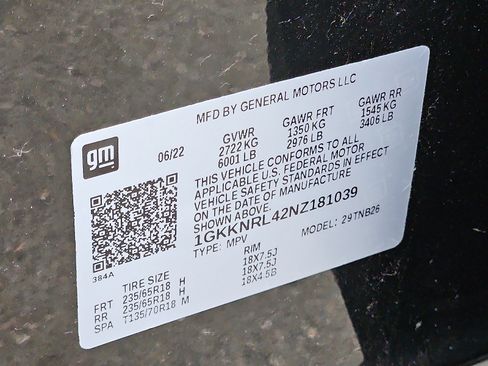 MFD BY GENERAL MOTORS LLC
gm
06/22
GVWR GAWR FRT GAWR RR
2722 KG 1350 KG 1545 KG
6001 LB 2976 LB 3406 LB
THIS VEHICLE CONFORMS TO ALL
APPLICABLE U.S. FEDERAL MOTOR
VEHICLE SAFETY STANDARDS IN EFFECT
ON THE DATE OF MANUFACTURE
SHOWN ABOVE.
1GKKNRL42NZ181039
TYPE: MPV MODEL: 29TNB26
384A
TIRE SIZE RIM
FRT 235/65R18 H 18X7.5J
RR 235/65R18 H 18X7.5J
SPA T135/70R18 M 18X4.5B